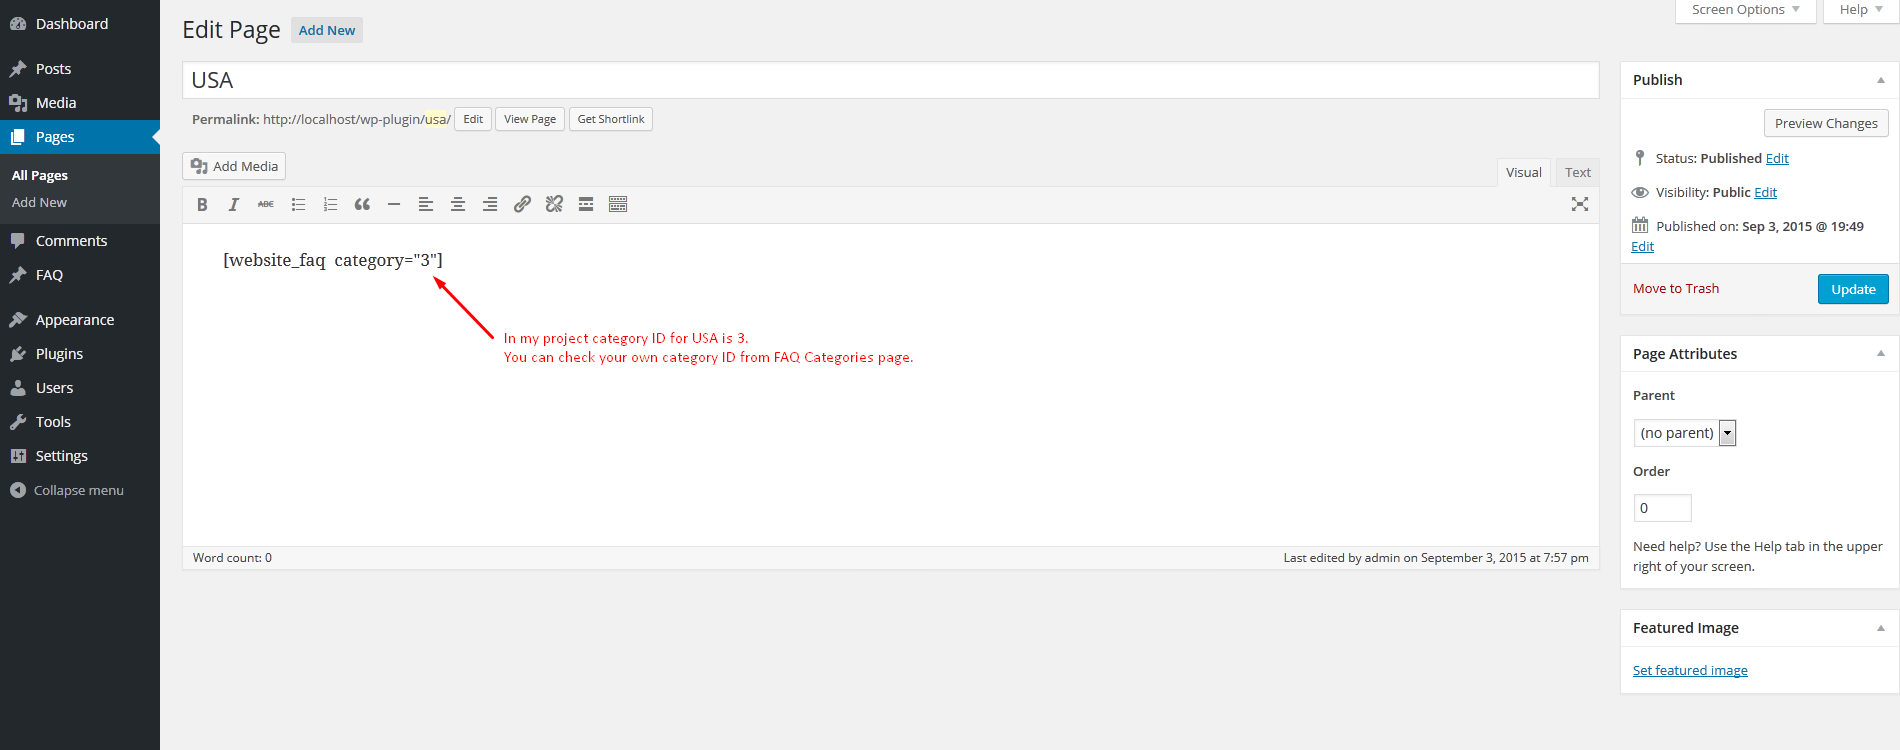 Dashboard
Posts
Media
Pages
All Pages
Add New
Comments
FAQ
Appearance
Plugins
Users
Tools
Settings
Collapse menu
Screen Options
Help
Edit Page
Add New
USA
Permalink: http://localhost/wp-plugin/usa/
Edit
View Page
Get Shortlink
Add Media
Visual
Text
B I ABC
[website_faq  category="3"]
In my project category ID for USA is 3.
You can check your own category ID from FAQ Categories page.
Word count: 0
Last edited by admin on September 3, 2015 at 7:57 pm
Publish
Preview Changes
Status: Published Edit
Visibility: Public Edit
Published on: Sep 3, 2015 @ 19:49
Edit
Move to Trash
Update
Page Attributes
Parent
(no parent)
Order
0
Need help? Use the Help tab in the upper
right of your screen.
Featured Image
Set featured image